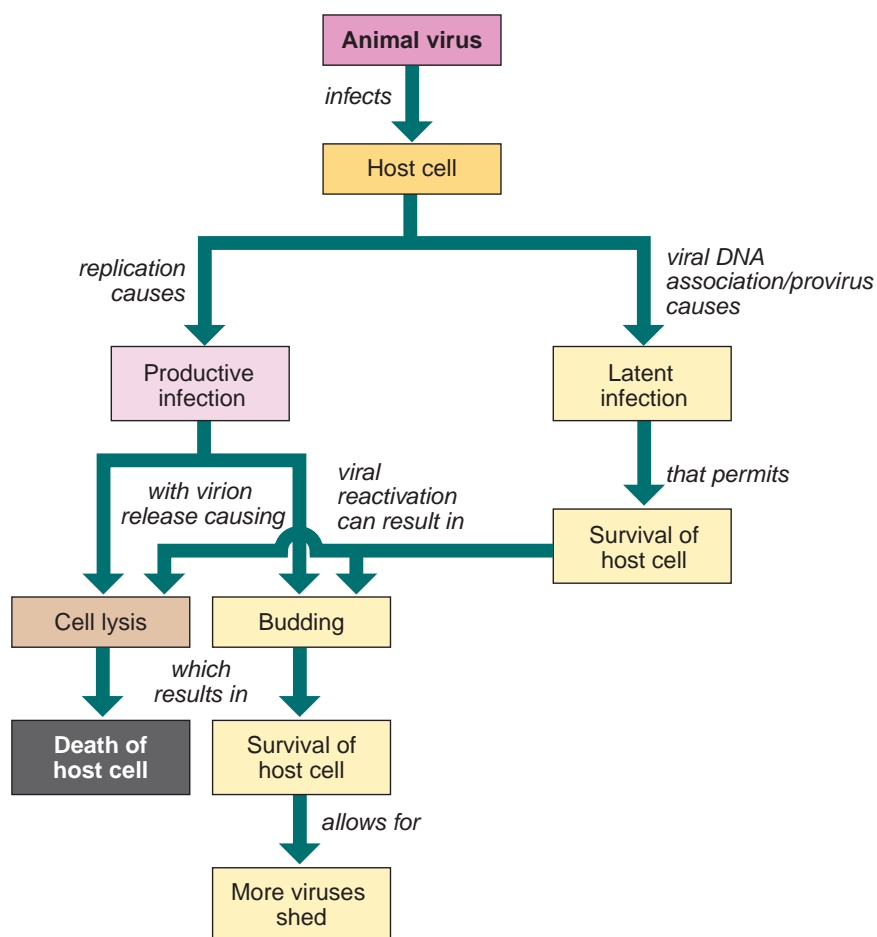 Animal virus
infects
Host cell
replication
causes
viral DNA
association/provirus
causes
Productive
infection
Latent
infection
with virion
release causing
viral
reactivation
can result in
that permits
Survival of
host cell
Cell lysis
Budding
which
results in
Death of
host cell
Survival of
host cell
allows for
More viruses
shed